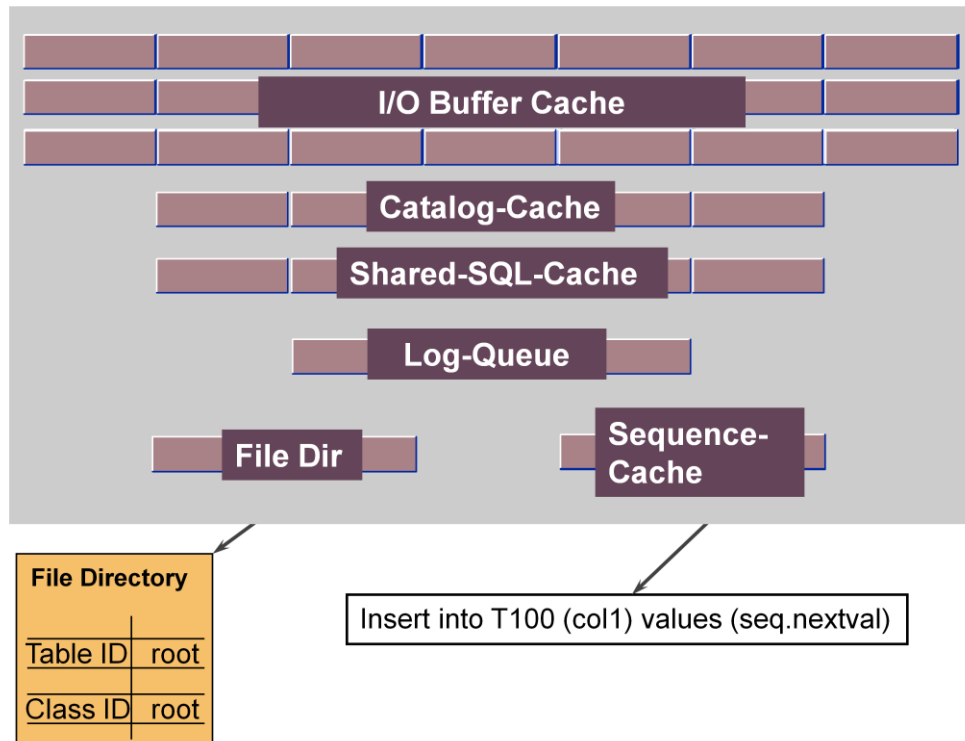 I/O Buffer Cache
Catalog-Cache
Shared-SQL-Cache
Log-Queue
File Dir
Sequence-
Cache
File Directory
Table ID root
Class ID root
Insert into T100 (col1) values (seq.nextval)